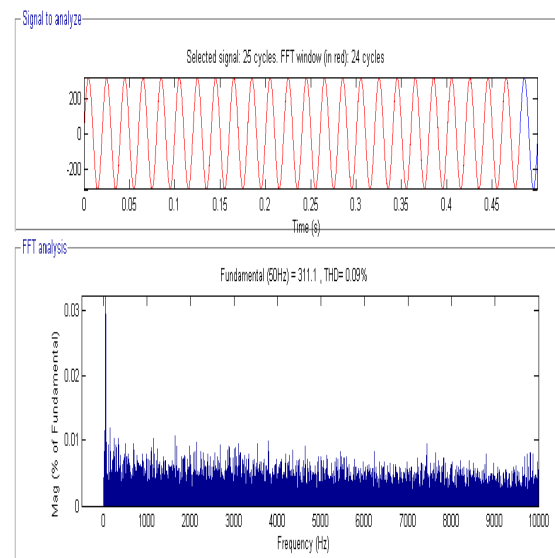 Signal to analyze
Selected signal: 25 cycles. FFT window (in red): 24 cycles
200
0
-200
0 0.05 0.1 0.15 0.2 0.25 0.3 0.35 0.4 0.45
Time (s)
FFT analysis
Fundamental (50Hz) = 311.1 , THD= 0.09%
Mag (% of Fundamental)
0.03
0.02
0.01
0
0 1000 2000 3000 4000 5000 6000 7000 8000 9000 10000
Frequency (Hz)